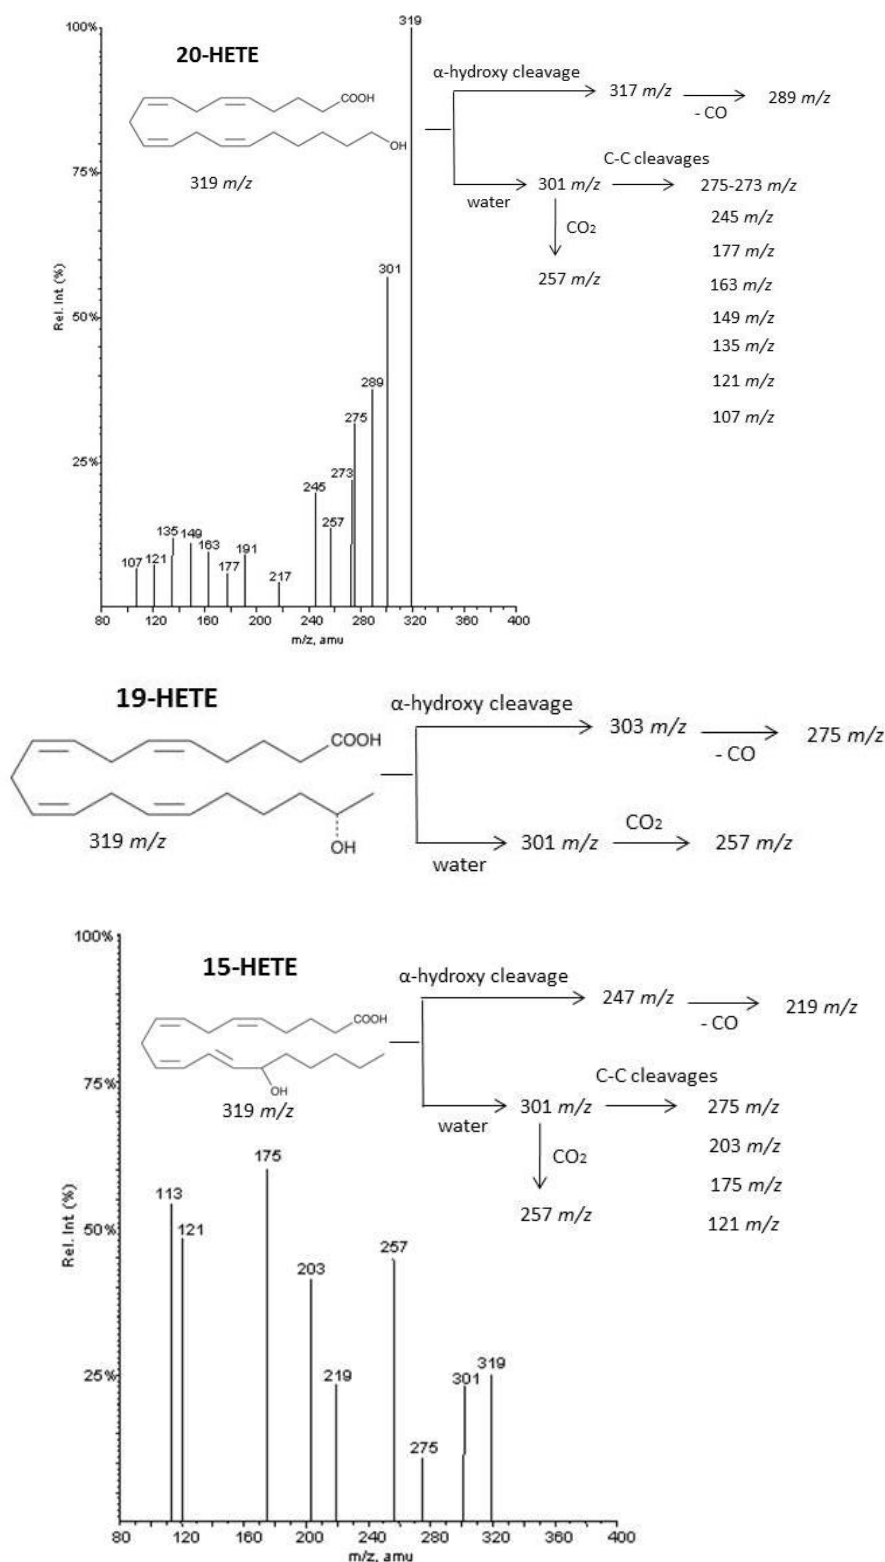 20-HETE
COOH
OH
319 m/z
α-hydroxy cleavage
317 m/z
- CO
289 m/z
water
301 m/z
C-C cleavages
275-273 m/z
245 m/z
177 m/z
163 m/z
149 m/z
135 m/z
121 m/z
107 m/z
CO2
257 m/z
100%
75%
50%
25%
Rel. Int (%)
319
301
289
275
273
245
257
135
149
163
191
107
121
177
217
80 120 160 200 240 280 320 360 400
m/z, amu
19-HETE
COOH
OH
319 m/z
α-hydroxy cleavage
303 m/z
- CO
275 m/z
water
301 m/z
CO2
257 m/z
15-HETE
COOH
OH
319 m/z
α-hydroxy cleavage
247 m/z
- CO
219 m/z
water
301 m/z
C-C cleavages
275 m/z
203 m/z
175 m/z
121 m/z
CO2
257 m/z
100%
75%
50%
25%
Rel. Int (%)
113
121
175
203
219
257
275
301
319
80 120 160 200 240 280 320 360 400
m/z, amu